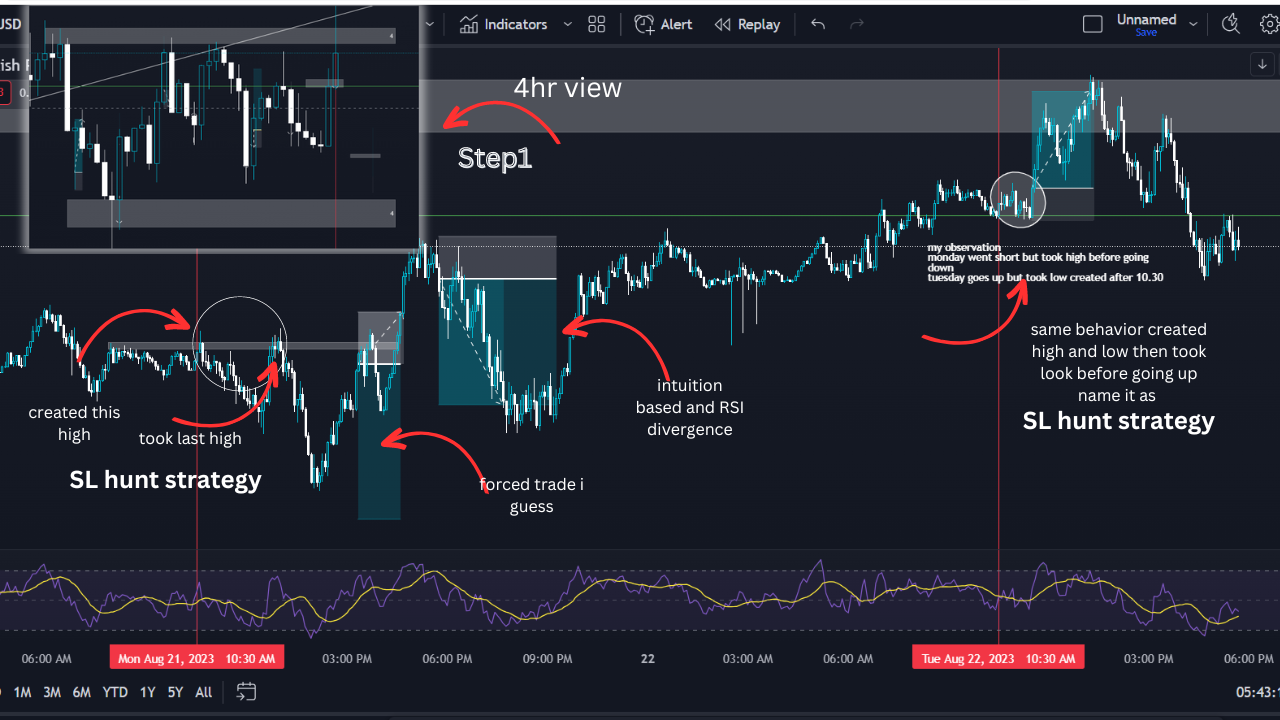 USD
Indicators
Alert
Replay
Unnamed
Save
4hr view
Step1
my observation
monday went short but took high before going
down
tuesday goes up but took low created after 10.30
same behavior created
high and low then took
look before going up
name it as
SL hunt strategy
intuition
based and RSI
divergence
created this
high
took last high
SL hunt strategy
forced trade i
guess
06:00 AM
Mon Aug 21, 2023 10:30 AM
03:00 PM
06:00 PM
09:00 PM
22
03:00 AM
06:00 AM
Tue Aug 22, 2023 10:30 AM
03:00 PM
06:00 PM
1M 3M 6M YTD 1Y 5Y All